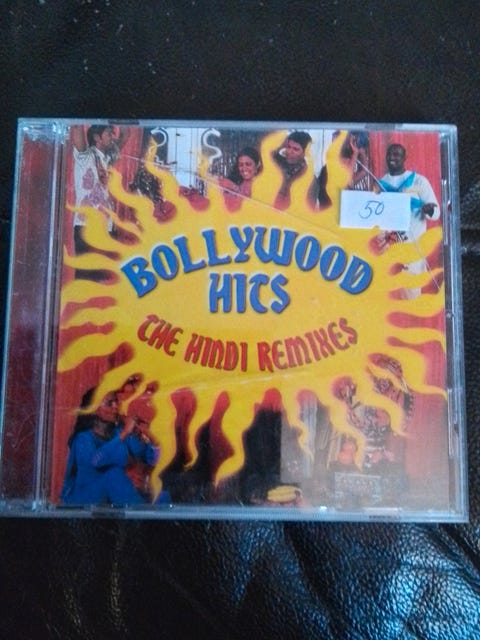 50
BOLLYWOOD
HITS
THE HINDI REMIXES